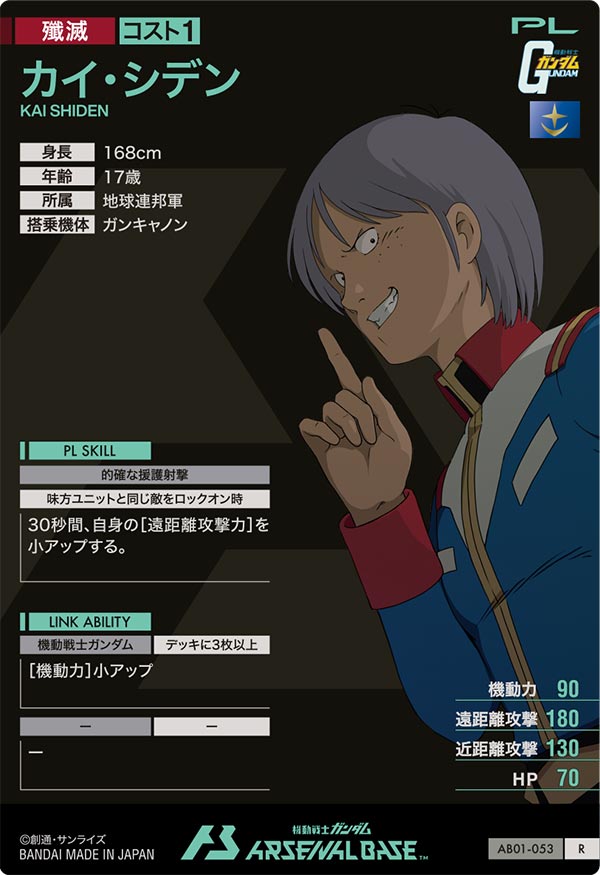 殲滅 コスト1 PL
カイ・シデン
KAI SHIDEN
機動戦士
ガンダム
GUNDAM
身長 168cm
年齢 17歳
所属 地球連邦軍
搭乗機体 ガンキャノン
PL SKILL
的確な援護射撃
味方ユニットと同じ敵をロックオン時
30秒間、自身の[遠距離攻撃力]を
小アップする。
LINK ABILITY
機動戦士ガンダム デッキに3枚以上
[機動力]小アップ
– –
–
機動力 90
遠距離攻撃 180
近距離攻撃 130
HP 70
©創通・サンライズ
BANDAI MADE IN JAPAN
機動戦士ガンダム
ARSENAL BASE™
AB01-053 R